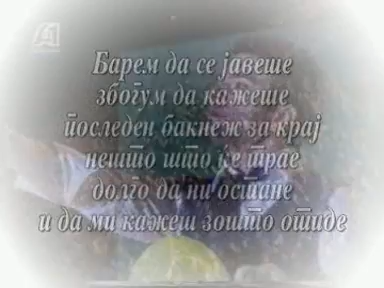 Барем да се јавеше
збогум да кажеше
последен бакнеж за крај
нешто што ќе трае
долго да ни остане
и да ми кажеш зошто отиде